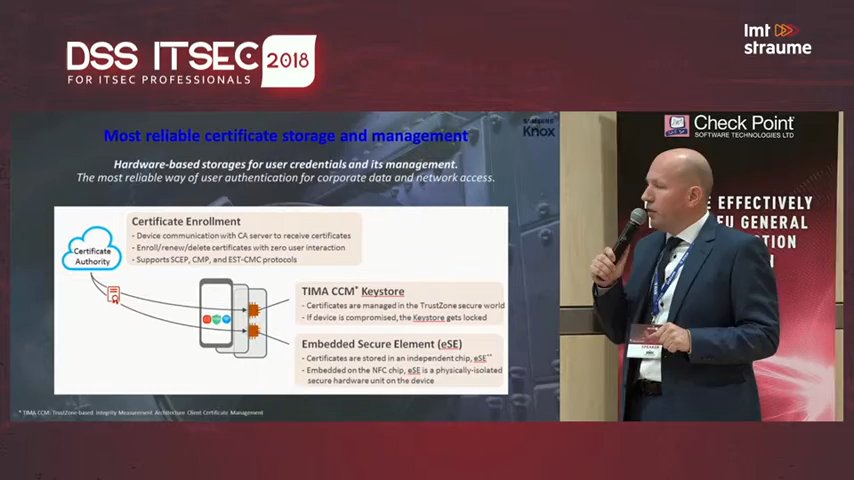 DSS ITSEC 2018
FOR ITSEC PROFESSIONALS
lmt
straume
Most reliable certificate storage and management
SAMSUNG
Knox
Hardware-based storages for user credentials and its management.
The most reliable way of user authentication for corporate data and network access.
Certificate
Authority
Certificate Enrollment
- Device communication with CA server to receive certificates
- Enroll/renew/delete certificates with zero user interaction
- Supports SCEP, CMP, and EST-CMC protocols
TIMA CCM* Keystore
- Certificates are managed in the TrustZone secure world
- If device is compromised, the Keystore gets locked
Embedded Secure Element (eSE)
- Certificates are stored in an independent chip, eSE**
- Embedded on the NFC chip, eSE is a physically-isolated
secure hardware unit on the device
* TIMA CCM: TrustZone-based Integrity Measurement Architecture Client Certificate Management
Check Point
SOFTWARE TECHNOLOGIES LTD
E EFFECTIVELY
EU GENERAL
TION
SPEAKER